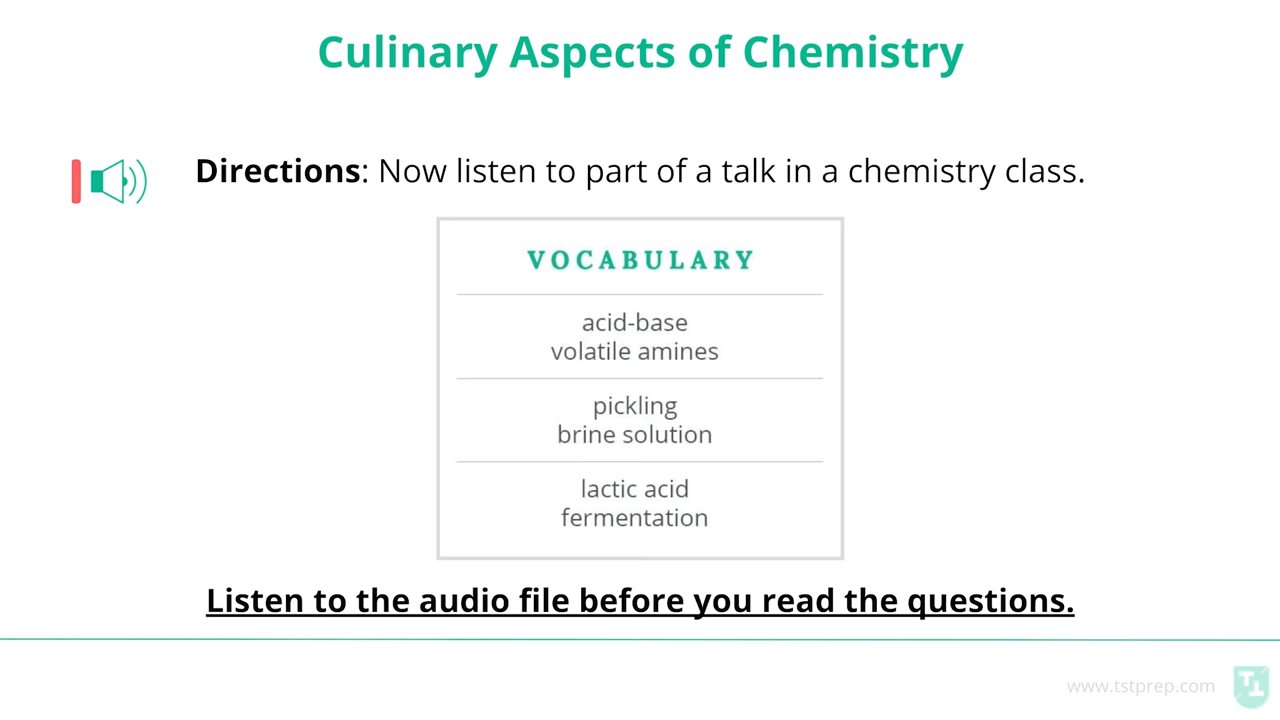 Culinary Aspects of Chemistry
Directions: Now listen to part of a talk in a chemistry class.
VOCABULARY
acid-base
volatile amines
pickling
brine solution
lactic acid
fermentation
Listen to the audio file before you read the questions.
www.tstprep.com